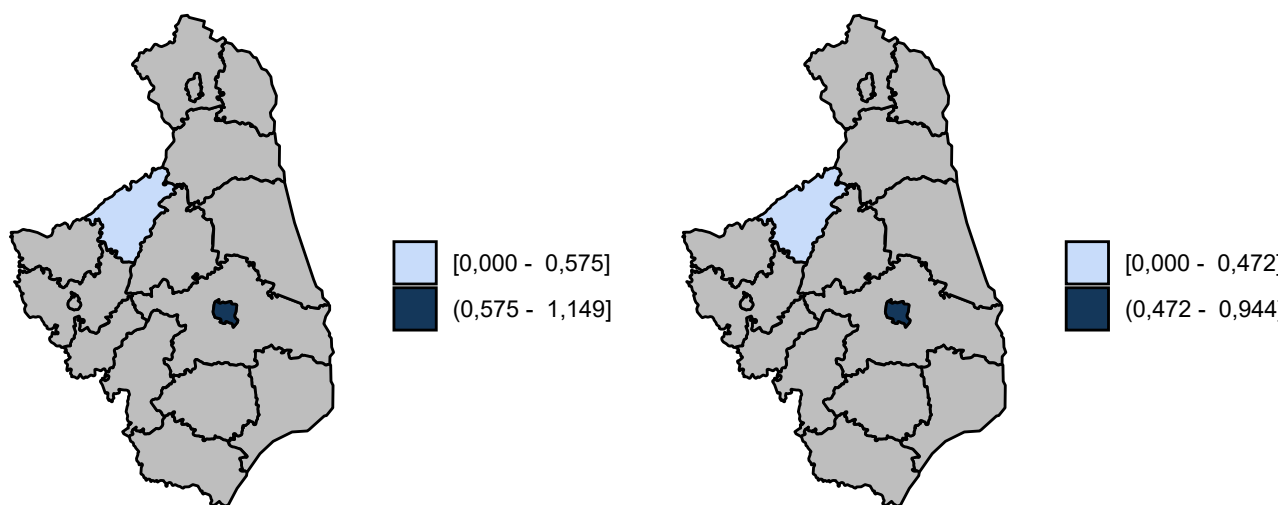 [0,000 -  0,575]
(0,575 -  1,149]
[0,000 -  0,472]
(0,472 -  0,944]